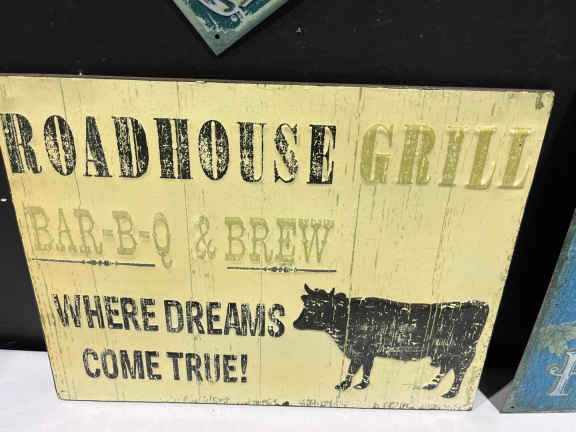 ROADHOUSE GRILL
BAR-B-Q & BREW
WHERE DREAMS
COME TRUE!